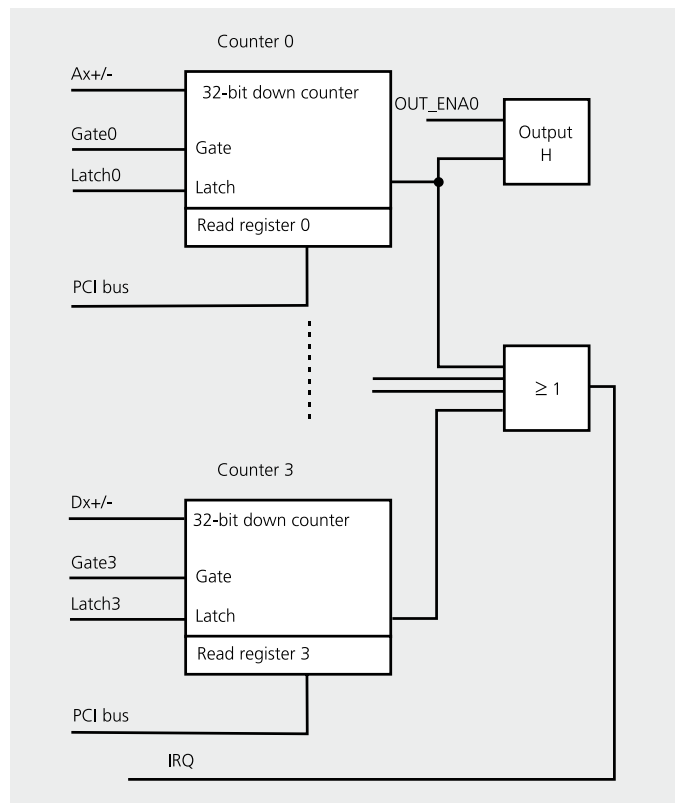 Counter 0
Ax+/-
32-bit down counter
OUT_ENA0
Output
H
Gate0
Gate
Latch0
Latch
Read register 0
PCI bus
≥ 1
Counter 3
Dx+/-
32-bit down counter
Gate3
Gate
Latch3
Latch
Read register 3
PCI bus
IRQ